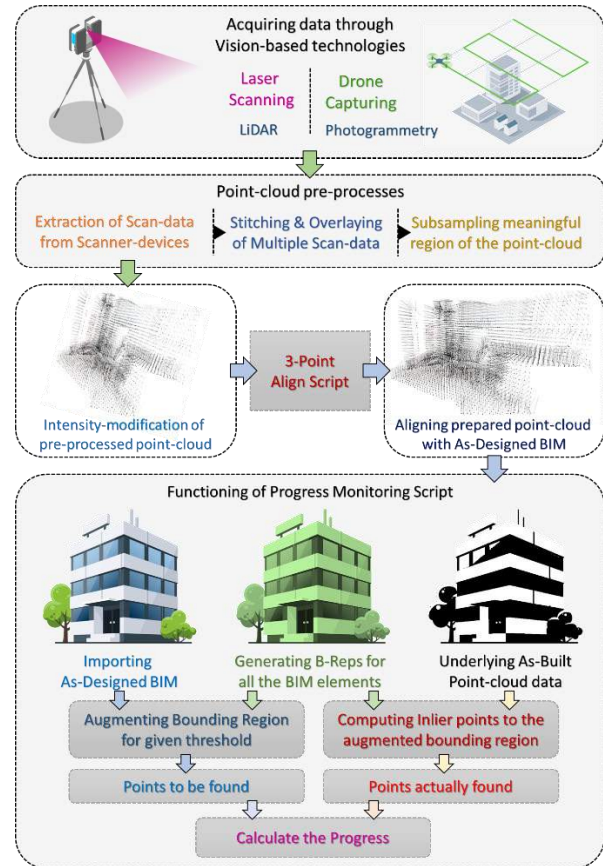 Acquiring data through
Vision-based technologies
Laser
Scanning
Drone
Capturing
LiDAR
Photogrammetry
Point-cloud pre-processes
Extraction of Scan-data
from Scanner-devices
Stitching & Overlaying
of Multiple Scan-data
Subsampling meaningful
region of the point-cloud
Intensity-modification of
pre-processed point-cloud
3-Point
Align Script
Aligning prepared point-cloud
with As-Designed BIM
Functioning of Progress Monitoring Script
Importing
As-Designed BIM
Generating B-Reps for
all the BIM elements
Underlying As-Built
Point-cloud data
Augmenting Bounding Region
for given threshold
Computing Inlier points to the
augmented bounding region
Points to be found
Points actually found
Calculate the Progress